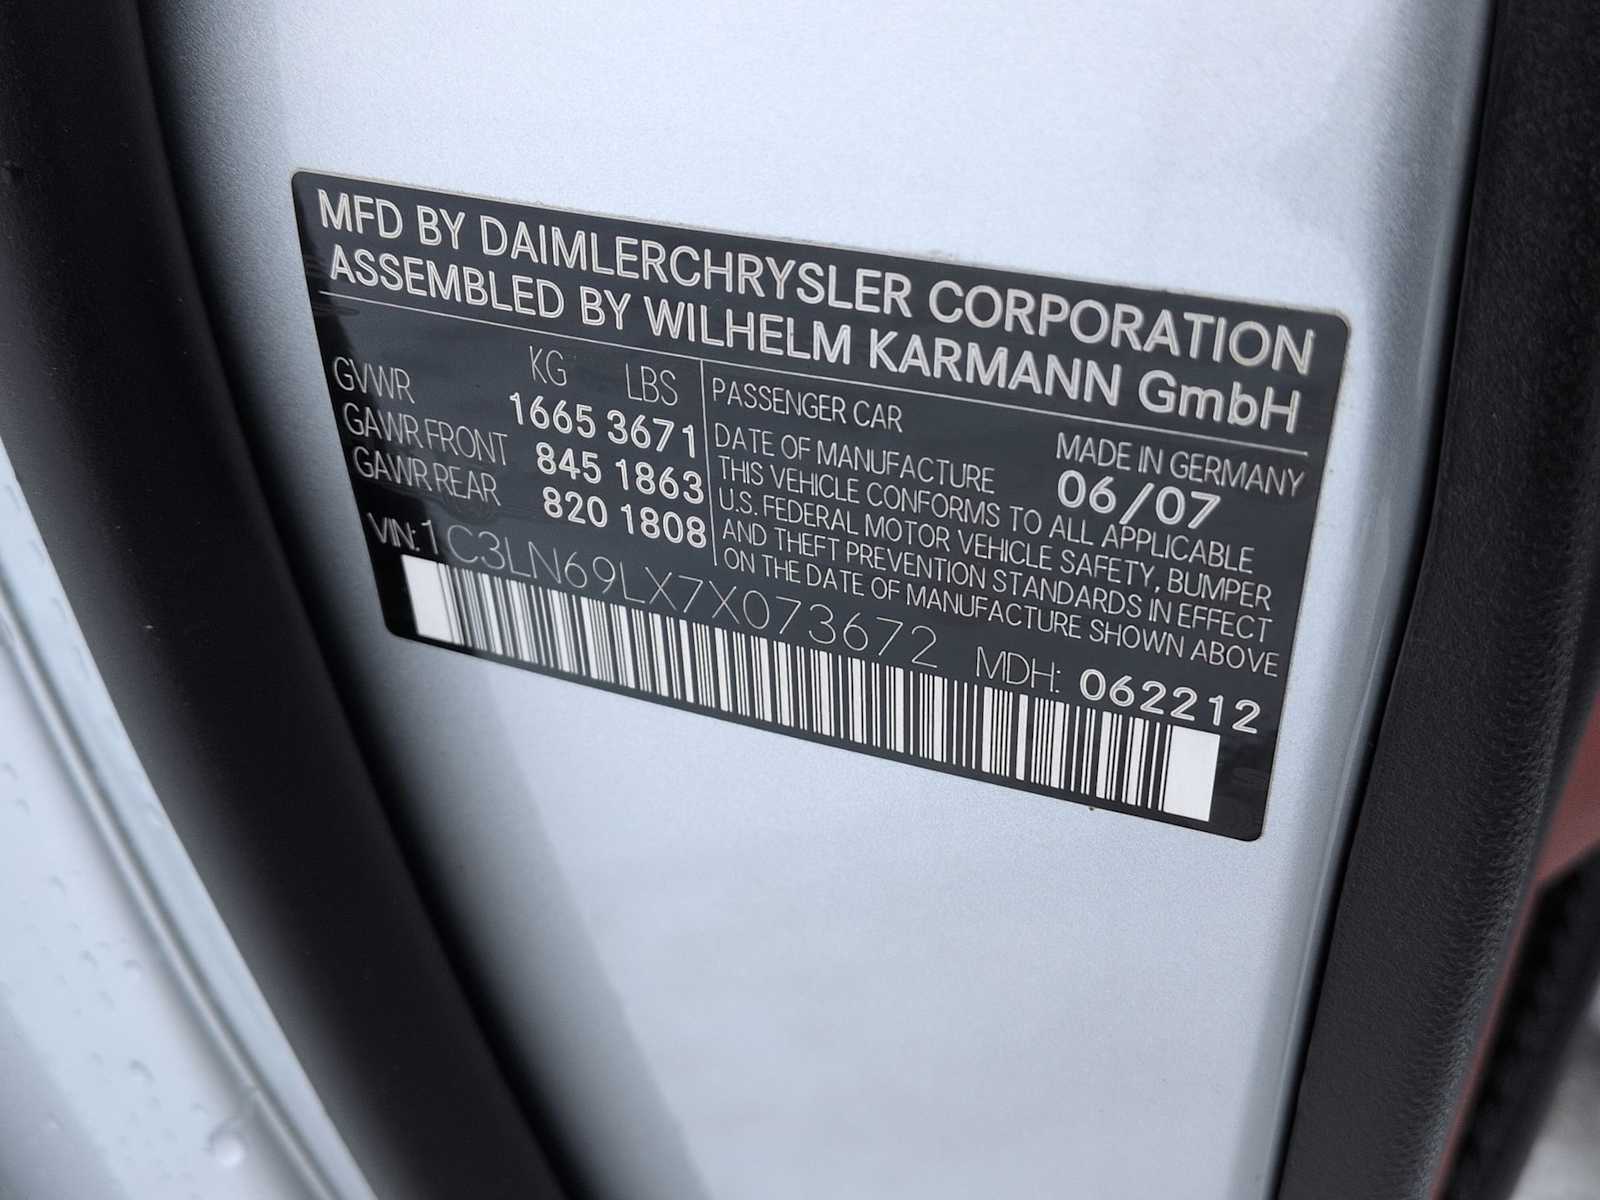 MFD BY DAIMLERCHRYSLER CORPORATION
ASSEMBLED BY WILHELM KARMANN GmbH
KG LBS
GVWR 1665 3671
GAWR FRONT 845 1863
GAWR REAR 820 1808
PASSENGER CAR MADE IN GERMANY
DATE OF MANUFACTURE 06/07
THIS VEHICLE CONFORMS TO ALL APPLICABLE
U.S. FEDERAL MOTOR VEHICLE SAFETY, BUMPER
AND THEFT PREVENTION STANDARDS IN EFFECT
ON THE DATE OF MANUFACTURE SHOWN ABOVE
VIN: 1C3LN69LX7X073672 MDH: 062212